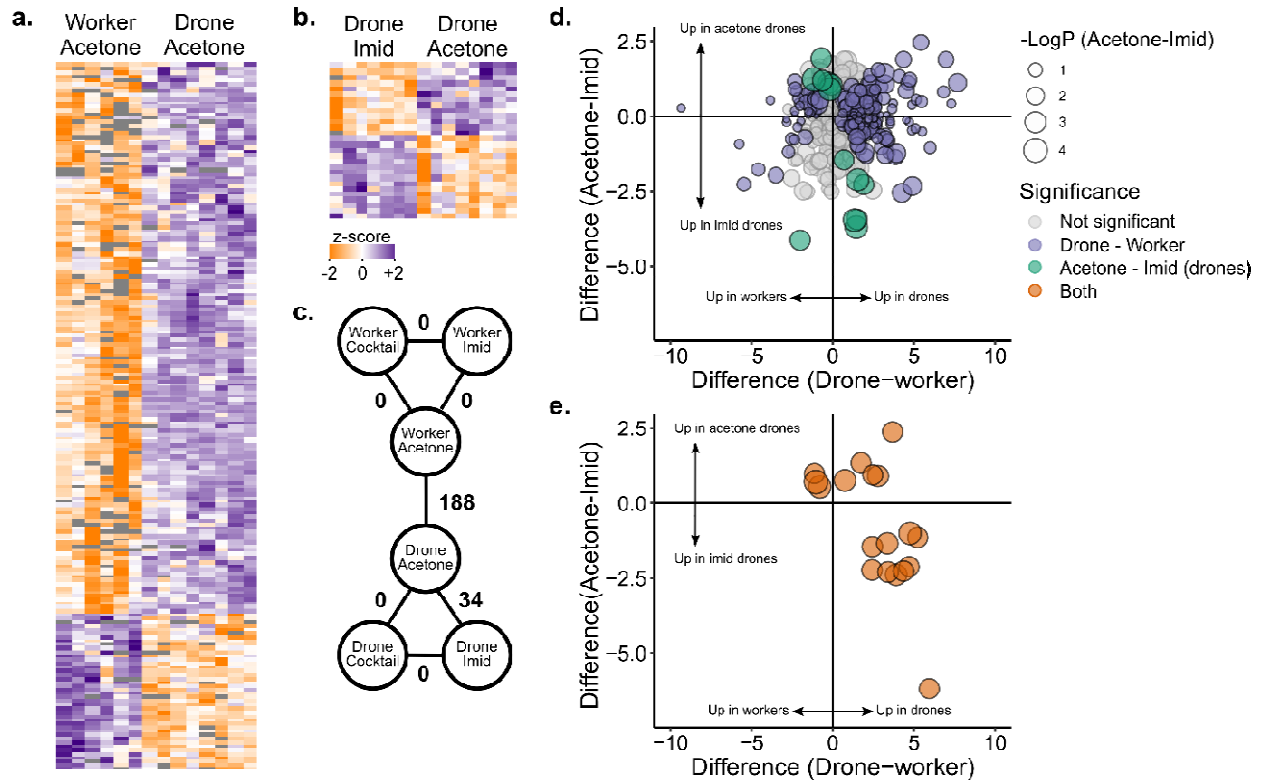 a.
Worker
Acetone
Drone
Acetone
b.
Drone
Imid
Drone
Acetone
z-score
-2 0 +2
c.
Worker
Cocktail
0
Worker
Imid
0
0
Worker
Acetone
188
Drone
Acetone
0
34
Drone
Cocktail
0
Drone
Imid
d.
Difference (Acetone-Imid)
2.5
0.0
−2.5
−5.0
Up in acetone drones
Up in imid drones
Up in workers
Up in drones
−10 −5 0 5 10
Difference (Drone−worker)
-LogP (Acetone-Imid)
1
2
3
4
Significance
Not significant
Drone - Worker
Acetone - Imid (drones)
Both
e.
Difference(Acetone-Imid)
2.5
0.0
−2.5
−5.0
Up in acetone drones
Up in imid drones
Up in workers
Up in drones
−10 −5 0 5 10
Difference (Drone−worker)